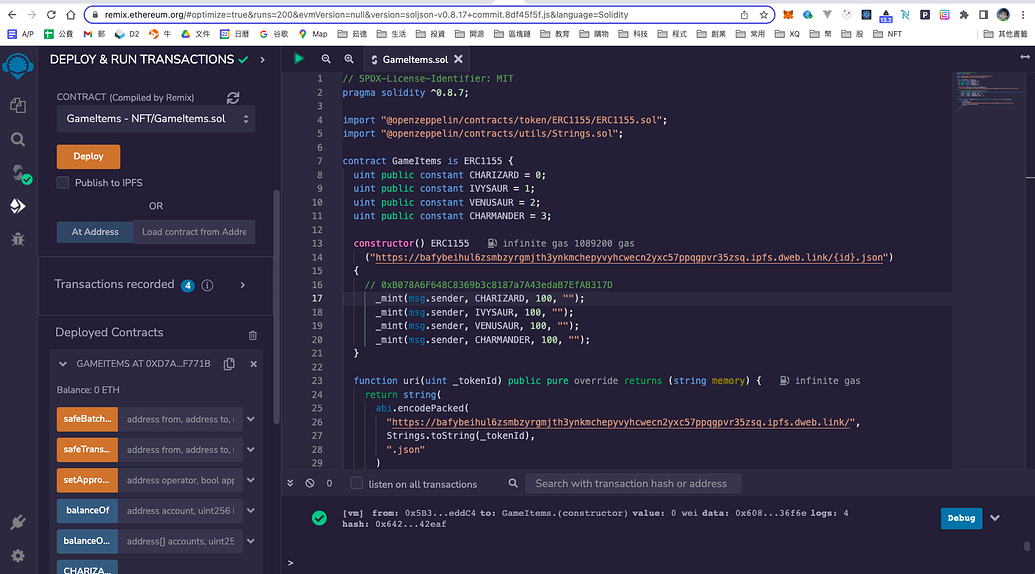 remix.ethereum.org/#optimize=true&runs=200&evmVersion=null&version=soljson-v0.8.17+commit.8df45f5f.js&language=Solidity
13.2
A/P 公費 郵 D2 牛 文件 日曆 谷歌 Map 茹德 生活 投資 開源 區塊鏈 教育 購物 科技 程式 創業 常用 XQ 幣 股 NFT 其他書籤
DEPLOY & RUN TRANSACTIONS
CONTRACT (Compiled by Remix)
GameItems - NFT/GameItems.sol
Deploy
Publish to IPFS
OR
At Address Load contract from Addre
Transactions recorded 4 i
Deployed Contracts
GAMEITEMS AT 0XD7A...F771B
Balance: 0 ETH
safeBatch... address from, address to, u
safeTrans... address from, address to, u
setAppro... address operator, bool app
balanceOf address account, uint256 i
balanceO... address[] accounts, uint25
CHARIZA...
GameItems.sol
1 // SPDX-License-Identifier: MIT
2 pragma solidity ^0.8.7;
3
4 import "@openzeppelin/contracts/token/ERC1155/ERC1155.sol";
5 import "@openzeppelin/contracts/utils/Strings.sol";
6
7 contract GameItems is ERC1155 {
8 uint public constant CHARIZARD = 0;
9 uint public constant IVYSAUR = 1;
10 uint public constant VENUSAUR = 2;
11 uint public constant CHARMANDER = 3;
12
13 constructor() ERC1155 infinite gas 1089200 gas
14 ("https://bafybeihul6zsmbzyrgmjth3ynkmchepyvyhcwecn2yxc57ppqgpvr35zsq.ipfs.dweb.link/{id}.json")
15 {
16 // 0xB078A6F648C8369b3c8187a7A43edaB7EfAB317D
17 _mint(msg.sender, CHARIZARD, 100, "");
18 _mint(msg.sender, IVYSAUR, 100, "");
19 _mint(msg.sender, VENUSAUR, 100, "");
20 _mint(msg.sender, CHARMANDER, 100, "");
21 }
22
23 function uri(uint _tokenId) public pure override returns (string memory) { infinite gas
24 return string(
25 abi.encodePacked(
26 "https://bafybeihul6zsmbzyrgmjth3ynkmchepyvyhcwecn2yxc57ppqgpvr35zsq.ipfs.dweb.link/",
27 Strings.toString(_tokenId),
28 ".json"
29 )
0 listen on all transactions Search with transaction hash or address
[vm] from: 0x5B3...eddC4 to: GameItems.(constructor) value: 0 wei data: 0x608...36f6e logs: 4
hash: 0x642...42eaf
Debug
>